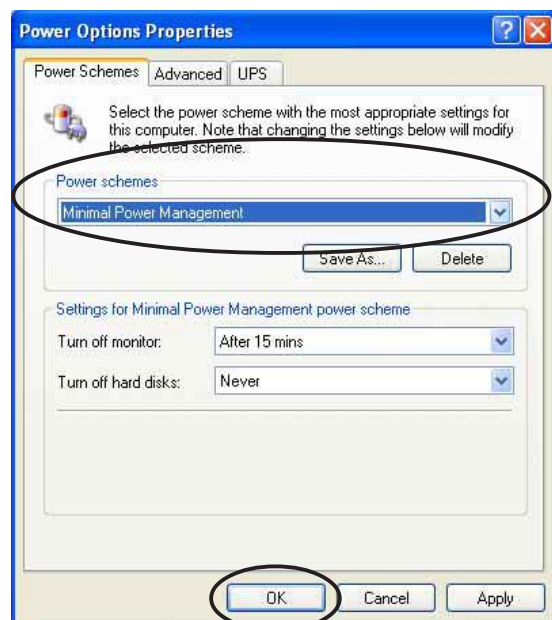 Power Options Properties
Power Schemes Advanced UPS
Select the power scheme with the most appropriate settings for
this computer. Note that changing the settings below will modify
the selected scheme.
Power schemes
Minimal Power Management
Save As... Delete
Settings for Minimal Power Management power scheme
Turn off monitor: After 15 mins
Turn off hard disks: Never
OK Cancel Apply